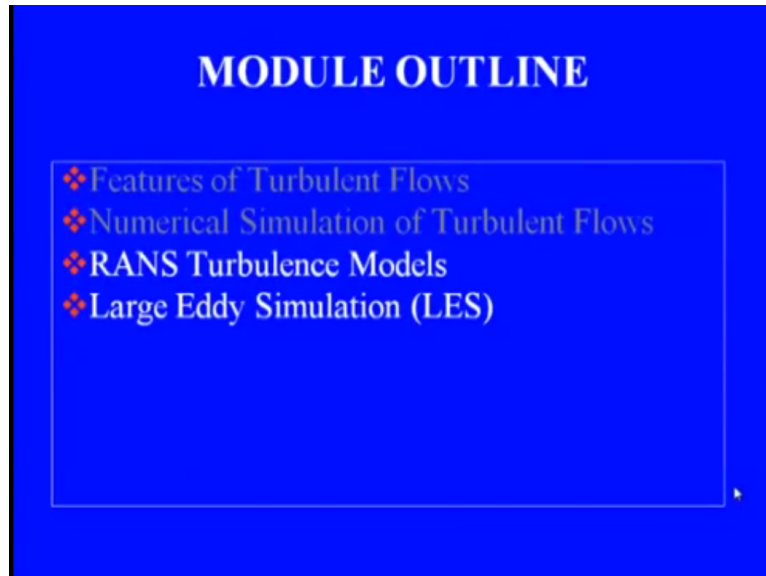 MODULE OUTLINE
❖Features of Turbulent Flows
❖Numerical Simulation of Turbulent Flows
❖RANS Turbulence Models
❖Large Eddy Simulation (LES)